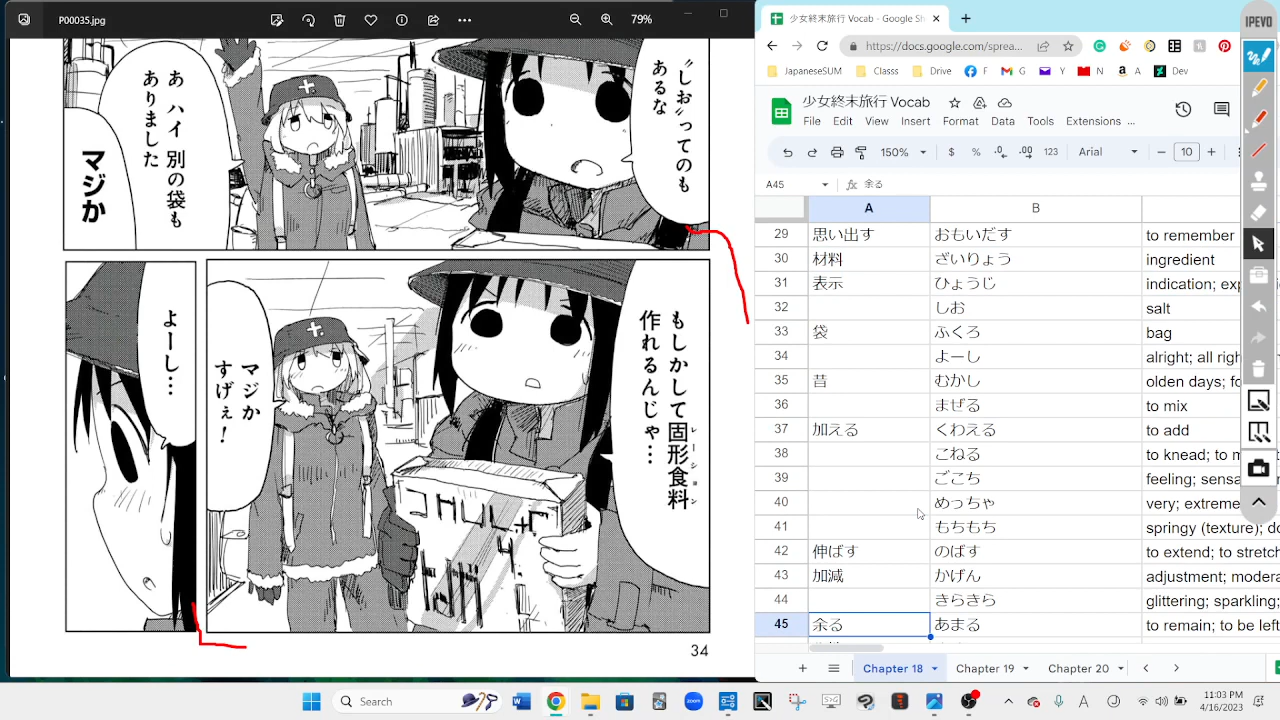 P00035.jpg
79%
〝しお〟ってのも
あるな
あ ハイ 別の袋も
ありました
マジか
もしかして固形食料
レーション
作れるんじゃ…
マジか
すげぇ！
よーし…
34
少女終末旅行 Vocab - Google Sh
https://docs.google.com/spre...
JapaneseSUM
Classs
Drive
F
G
Y
a A
Z D
少女終末旅行 Vocab
File Edit View Insert Format Data Tools Extensions ...
150% $ % .0 .00 123 Arial 10
A45 fx 余る
A B
29 思い出す おもいだす to remember
30 材料 ざいりょう ingredient
31 表示 ひょうじ indication; exp
32 しお salt
33 袋 ふくろ bag
34 よーし alright; all righ
35 昔 むかし olden days; fo
36 まぜる to mix
37 加える くわえる to add
38 こねる to knead; to m
39 ごこち feeling; sensa
40 めっちゃ very; extreme
41 もちもち springy (texture); do
42 伸ばす のばす to extend; to stretch
43 加減 かげん adjustment moderat
44 きらきら glittering; sparkling;
45 余る あまる to remain; to be left
Chapter 18 Chapter 19 Chapter 20
IPEVO
Search
zoom
A
11:03 PM
4/7/2023